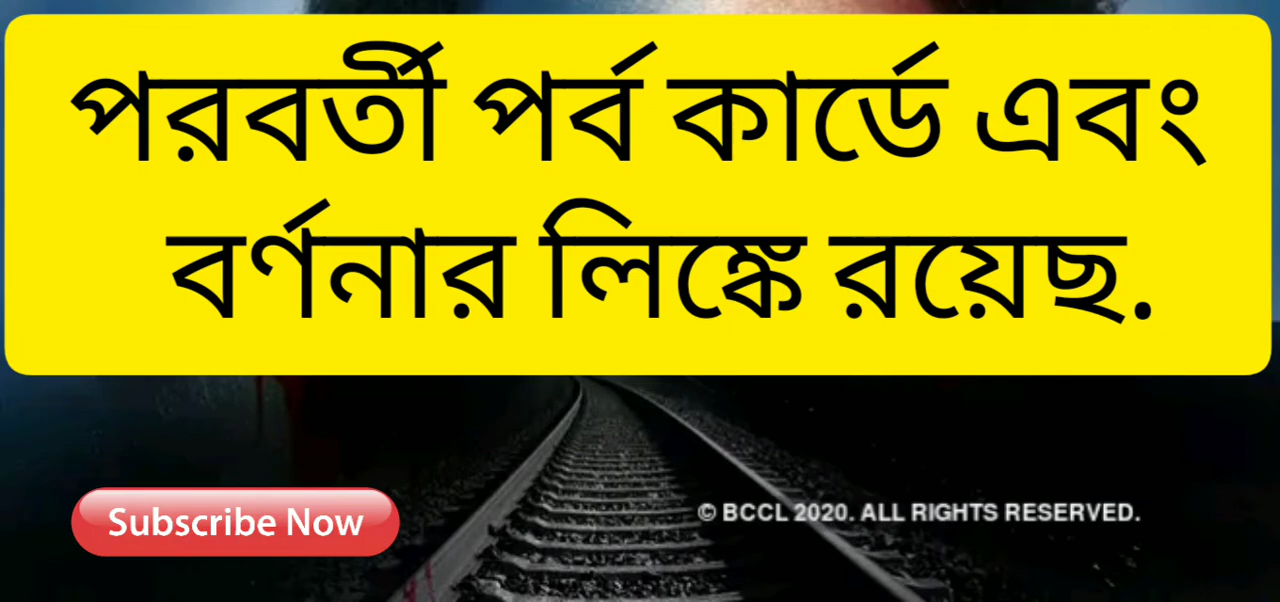 পরবর্তী পর্ব কার্ডে এবং
বর্ণনার লিঙ্কে রয়েছ.
Subscribe Now
© BCCL 2020. ALL RIGHTS RESERVED.